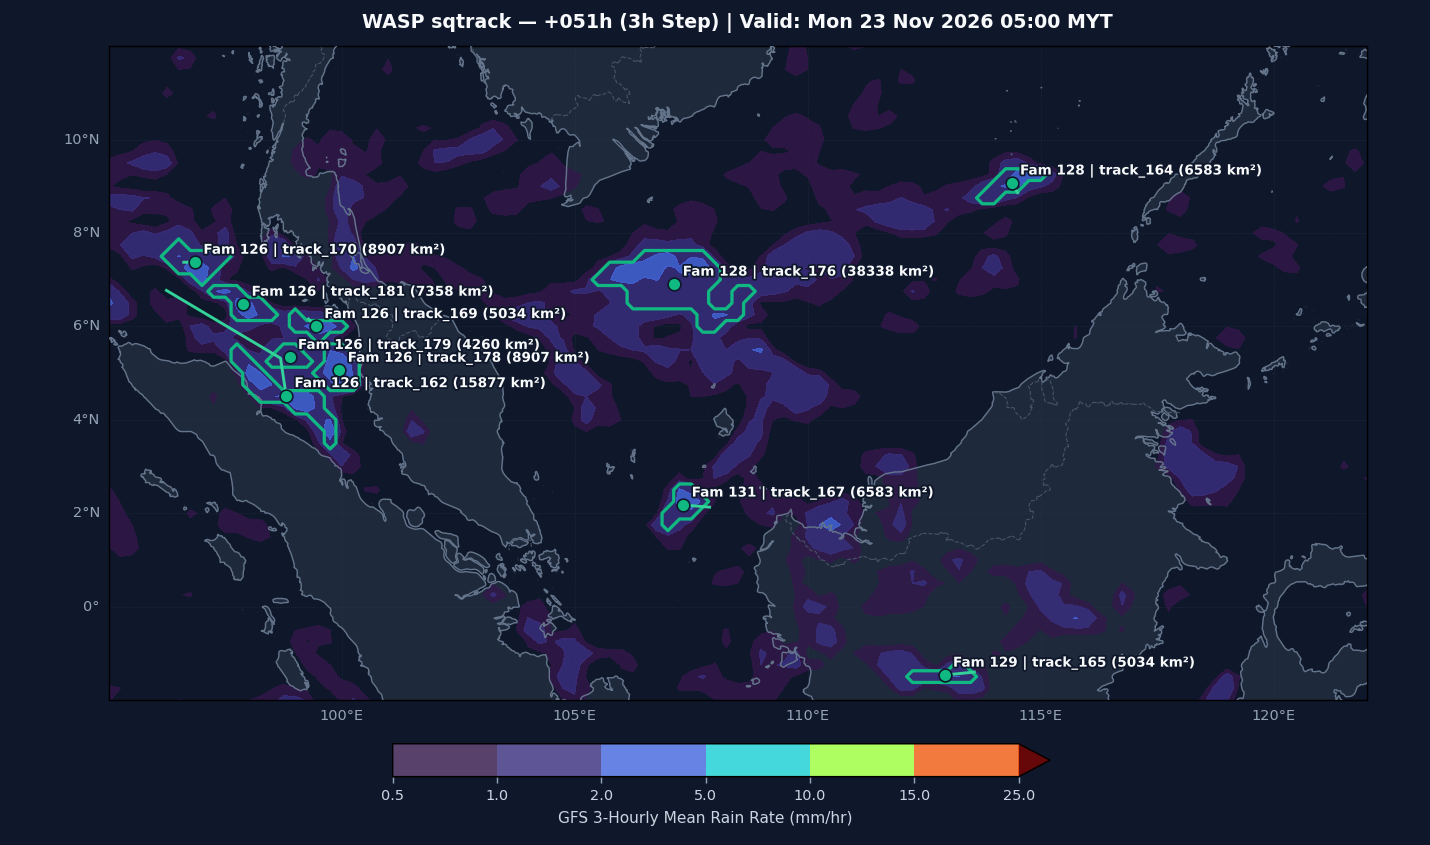 WASP sqtrack — +051h (3h Step) | Valid: Mon 23 Nov 2026 05:00 MYT
10°N
8°N
6°N
4°N
2°N
0°
Fam 128 | track_164 (6583 km²)
Fam 126 | track_170 (8907 km²)
Fam 128 | track_176 (38338 km²)
Fam 126 | track_181 (7358 km²)
Fam 126 | track_169 (5034 km²)
Fam 126 | track_179 (4260 km²)
Fam 126 | track_178 (8907 km²)
Fam 126 | track_162 (15877 km²)
Fam 131 | track_167 (6583 km²)
Fam 129 | track_165 (5034 km²)
100°E 105°E 110°E 115°E 120°E
0.5 1.0 2.0 5.0 10.0 15.0 25.0
GFS 3-Hourly Mean Rain Rate (mm/hr)